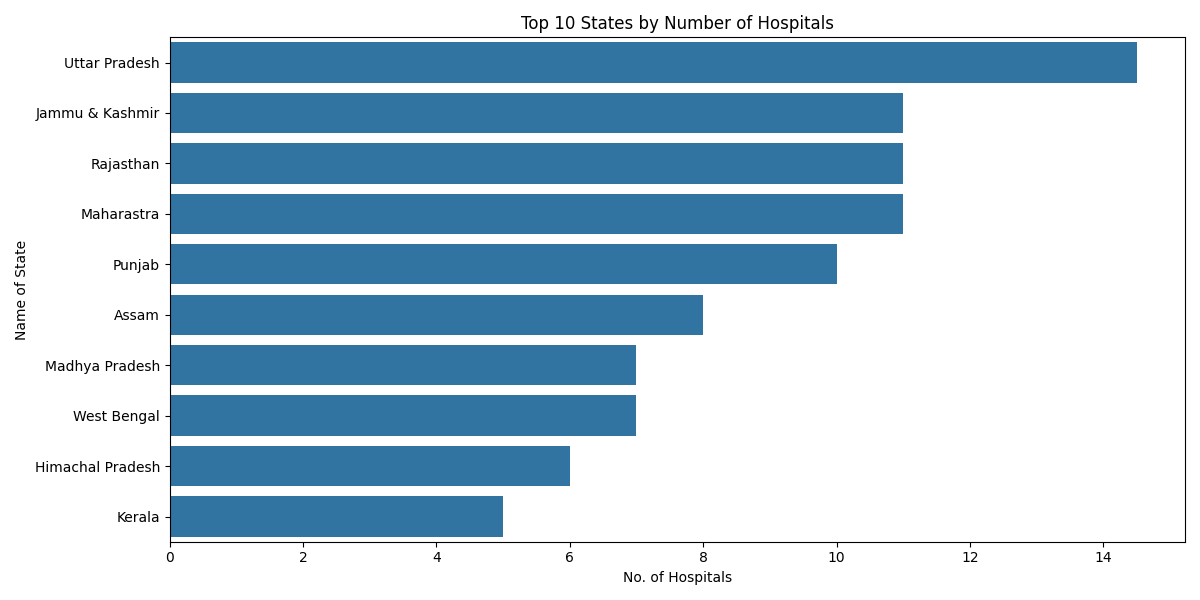 Top 10 States by Number of Hospitals
Name of State
Uttar Pradesh
Jammu & Kashmir
Rajasthan
Maharastra
Punjab
Assam
Madhya Pradesh
West Bengal
Himachal Pradesh
Kerala
0 2 4 6 8 10 12 14
No. of Hospitals